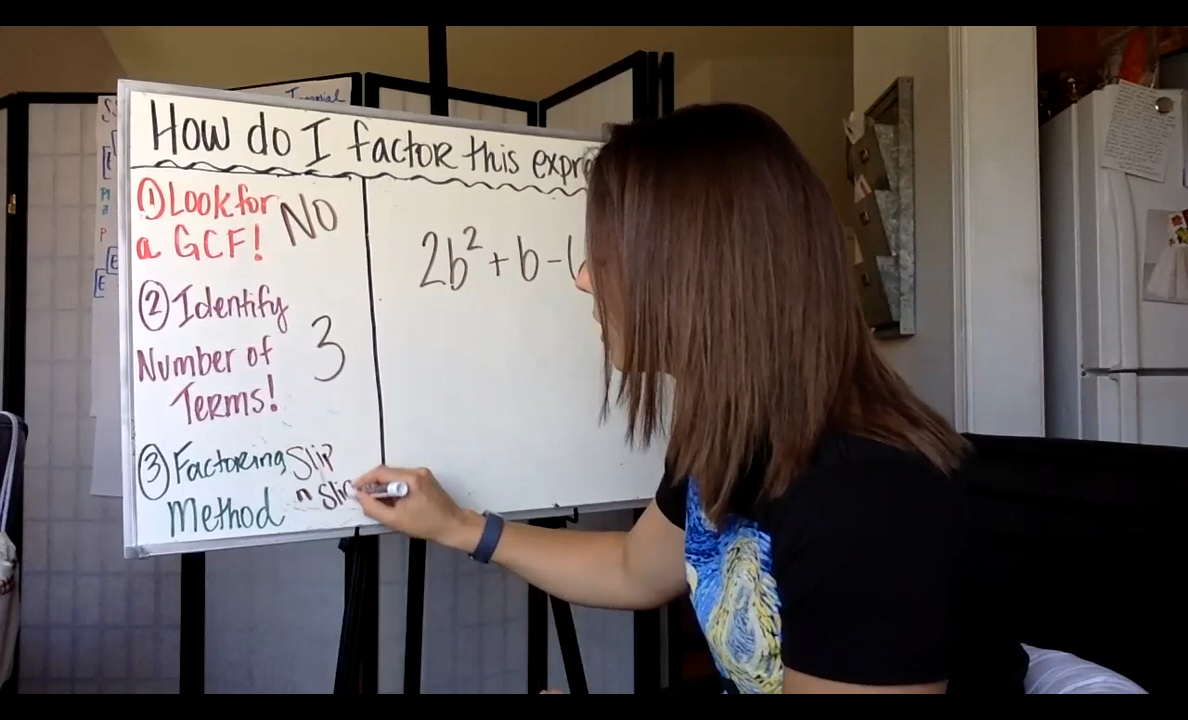 How do I factor this expre
① Look for
a GCF!
NO
② Identify
Number of
Terms!
3
③ Factoring
Method
Slip
n Slid
2b² + b -